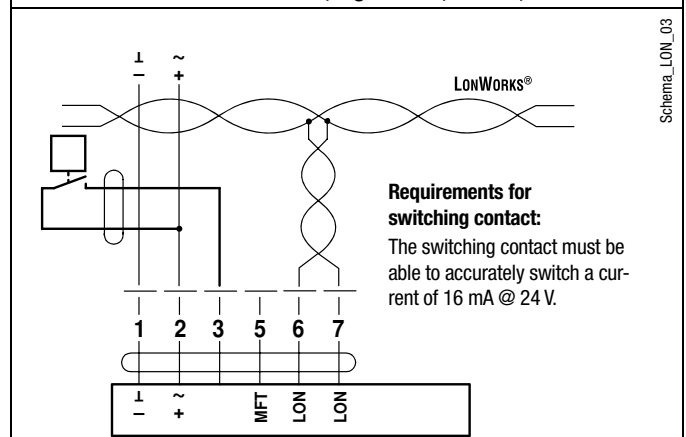 ⊥ ~
– +
LONWORKS®
Schema_LON_03
Requirements for
switching contact:
The switching contact must be
able to accurately switch a cur-
rent of 16 mA @ 24 V.
1 2 3 5 6 7
⊥ ~ MFT LON LON
– +